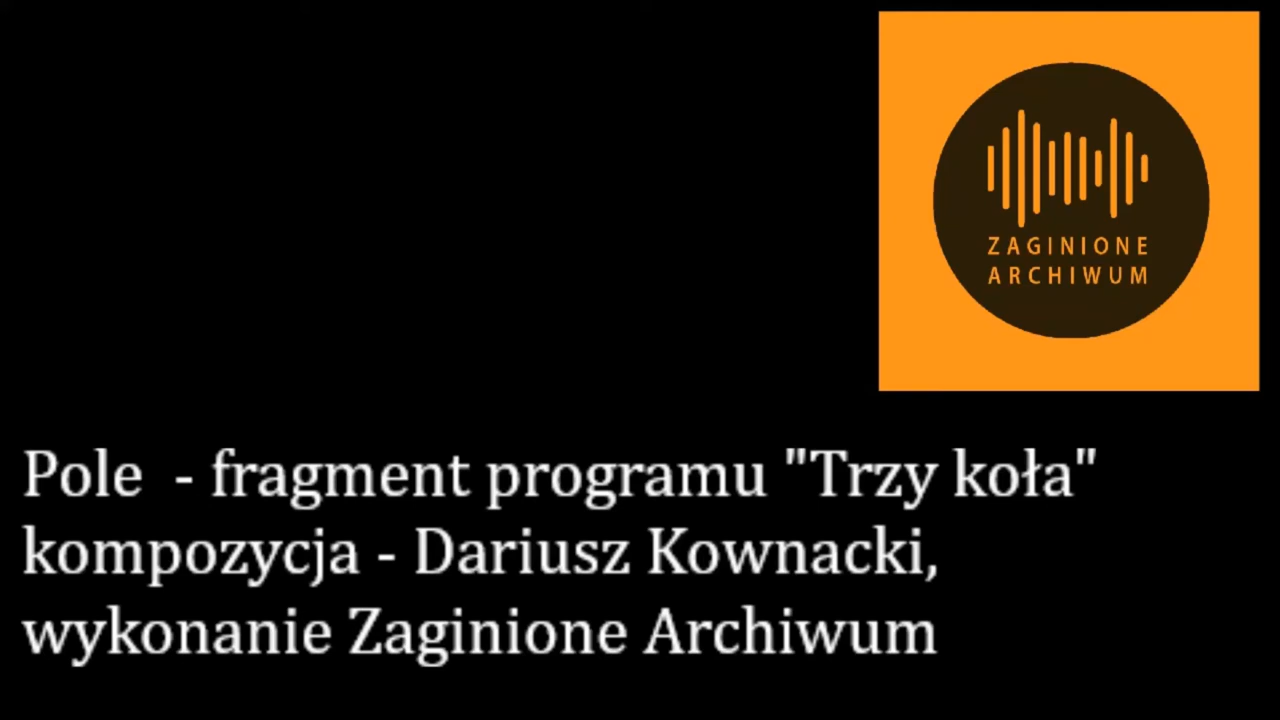 ZAGINIONE
ARCHIWUM
Pole - fragment programu "Trzy koła"
kompozycja - Dariusz Kownacki,
wykonanie Zaginione Archiwum